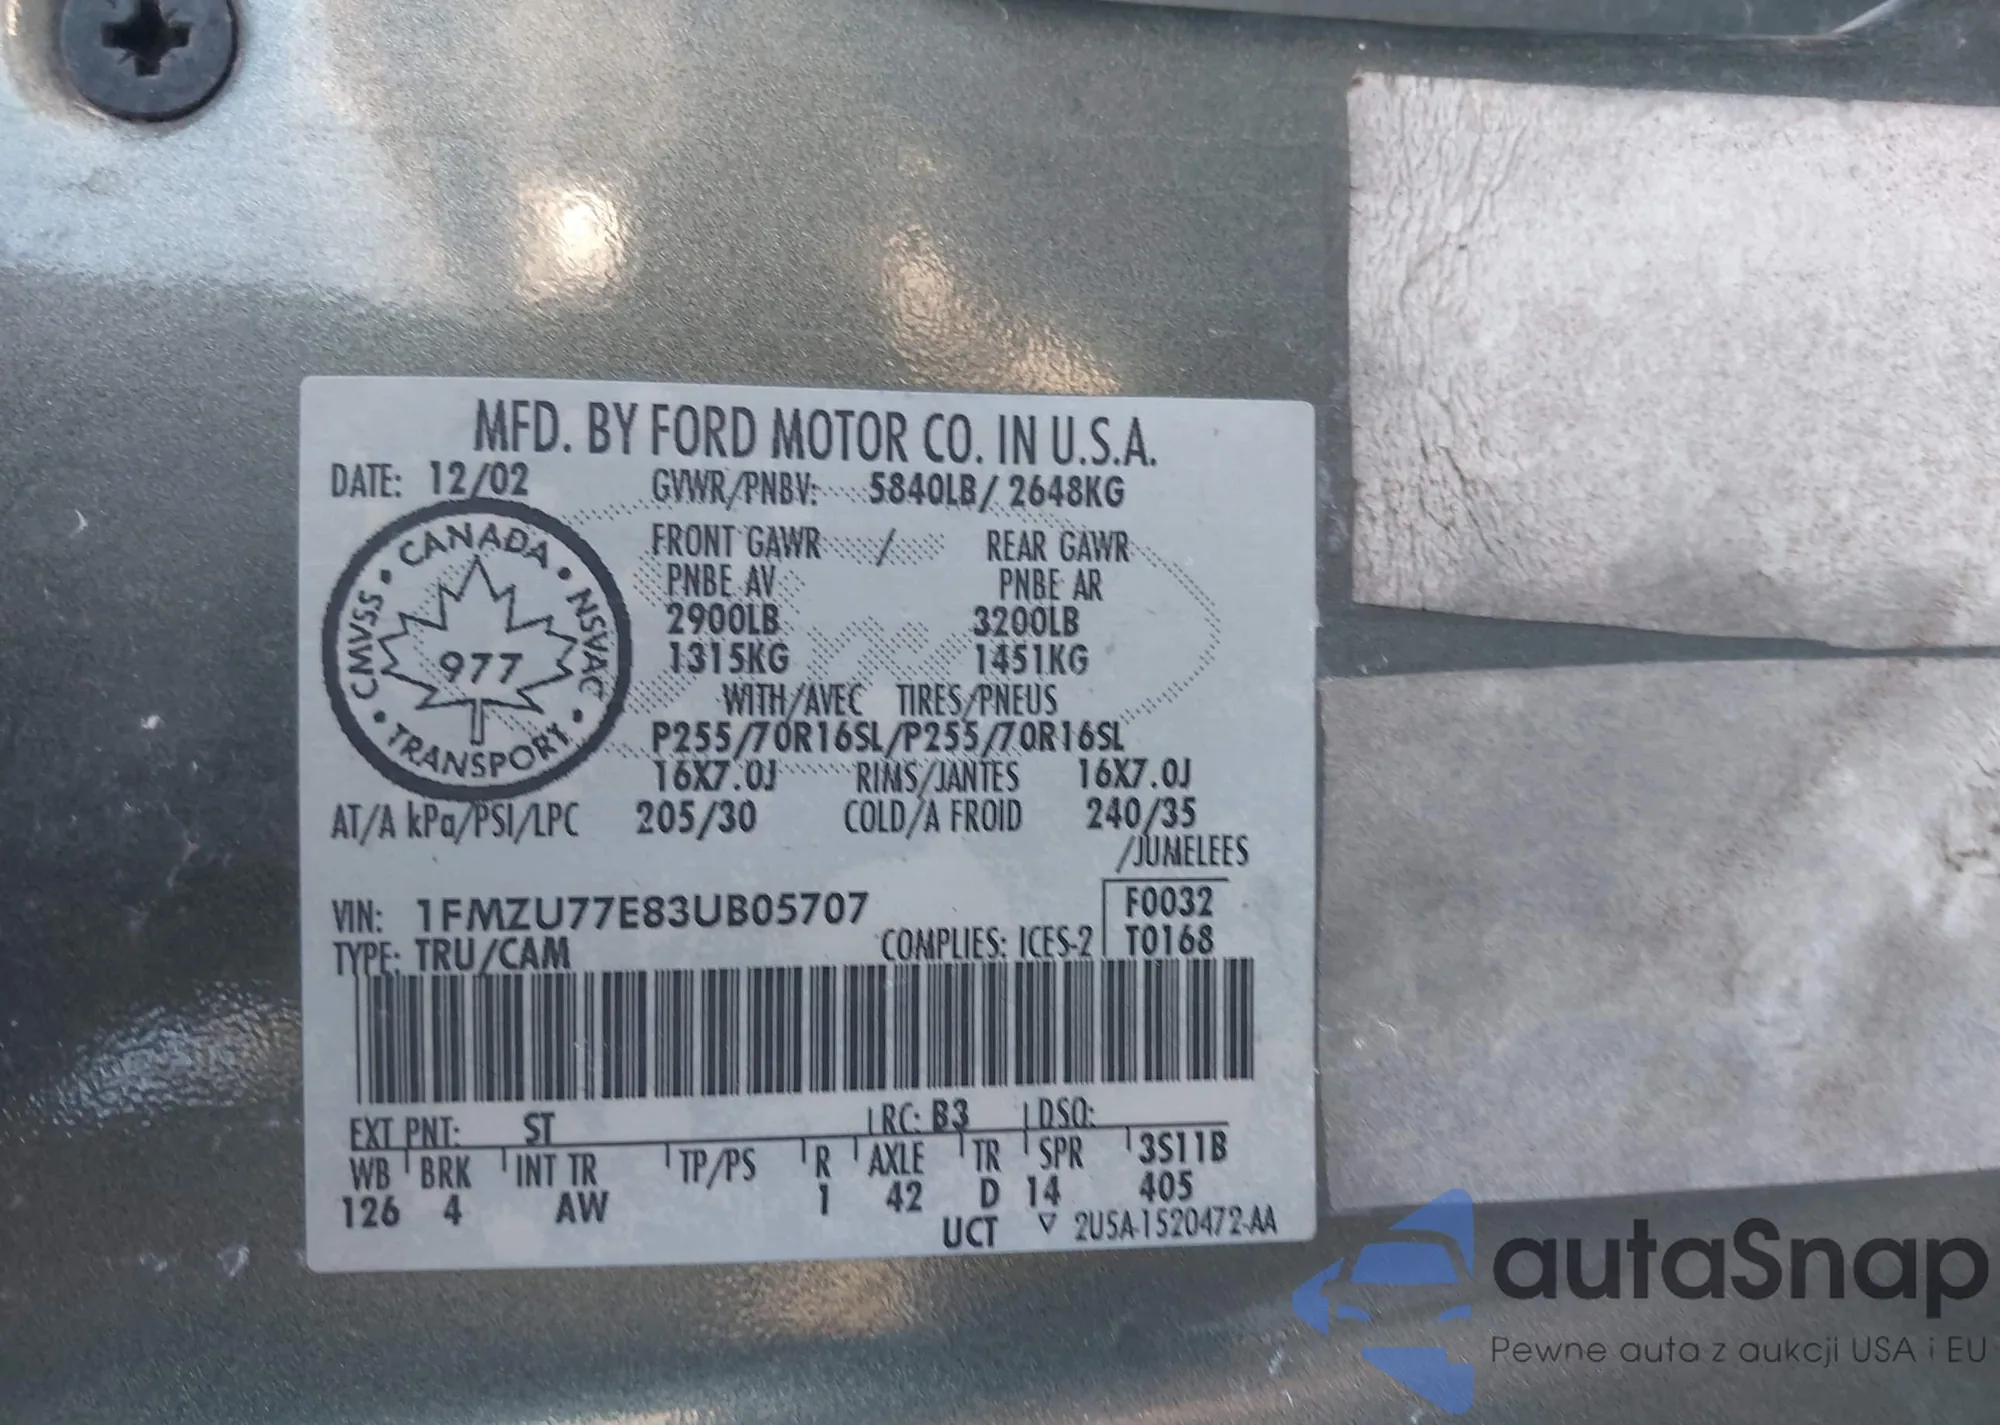 MFD. BY FORD MOTOR CO. IN U.S.A.
DATE: 12/02 GVWR/PNBV: 5840LB/ 2648KG
FRONT GAWR / REAR GAWR
PNBE AV PNBE AR
2900LB 3200LB
1315KG 1451KG
WITH/AVEC TIRES/PNEUS
P255/70R16SL/P255/70R16SL
16X7.0J RIMS/JANTES 16X7.0J
AT/A kPa/PSI/LPC 205/30 COLD/A FROID 240/35
/JUMELEES
CANADA • NSVAC • TRANSPORT • CMVSS •
977
VIN: 1FMZU77E83UB05707 F0032
TYPE: TRU/CAM COMPLIES: ICES-2 T0168
EXT PNT: ST RC: B3 DSO:
WB BRK INT TR TP/PS R AXLE TR SPR 3S11B
126 4 AW 1 42 D 14 405
UCT ▽ 2U5A-1520472-AA
autaSnap
Pewne auta z aukcji USA i EU